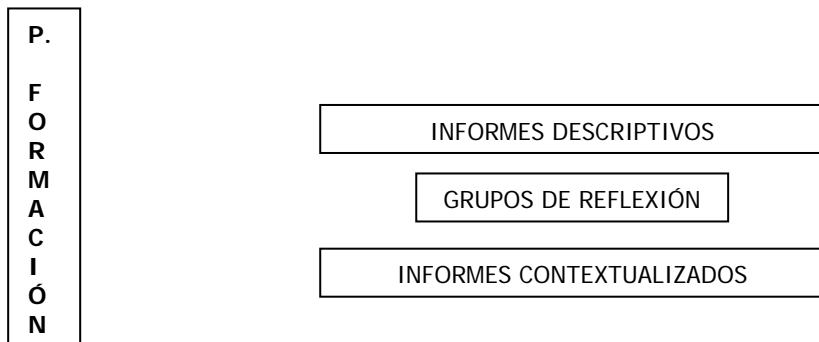 P.
F
O
R
M
A
C
I
Ó
N
INFORMES DESCRIPTIVOS
GRUPOS DE REFLEXIÓN
INFORMES CONTEXTUALIZADOS